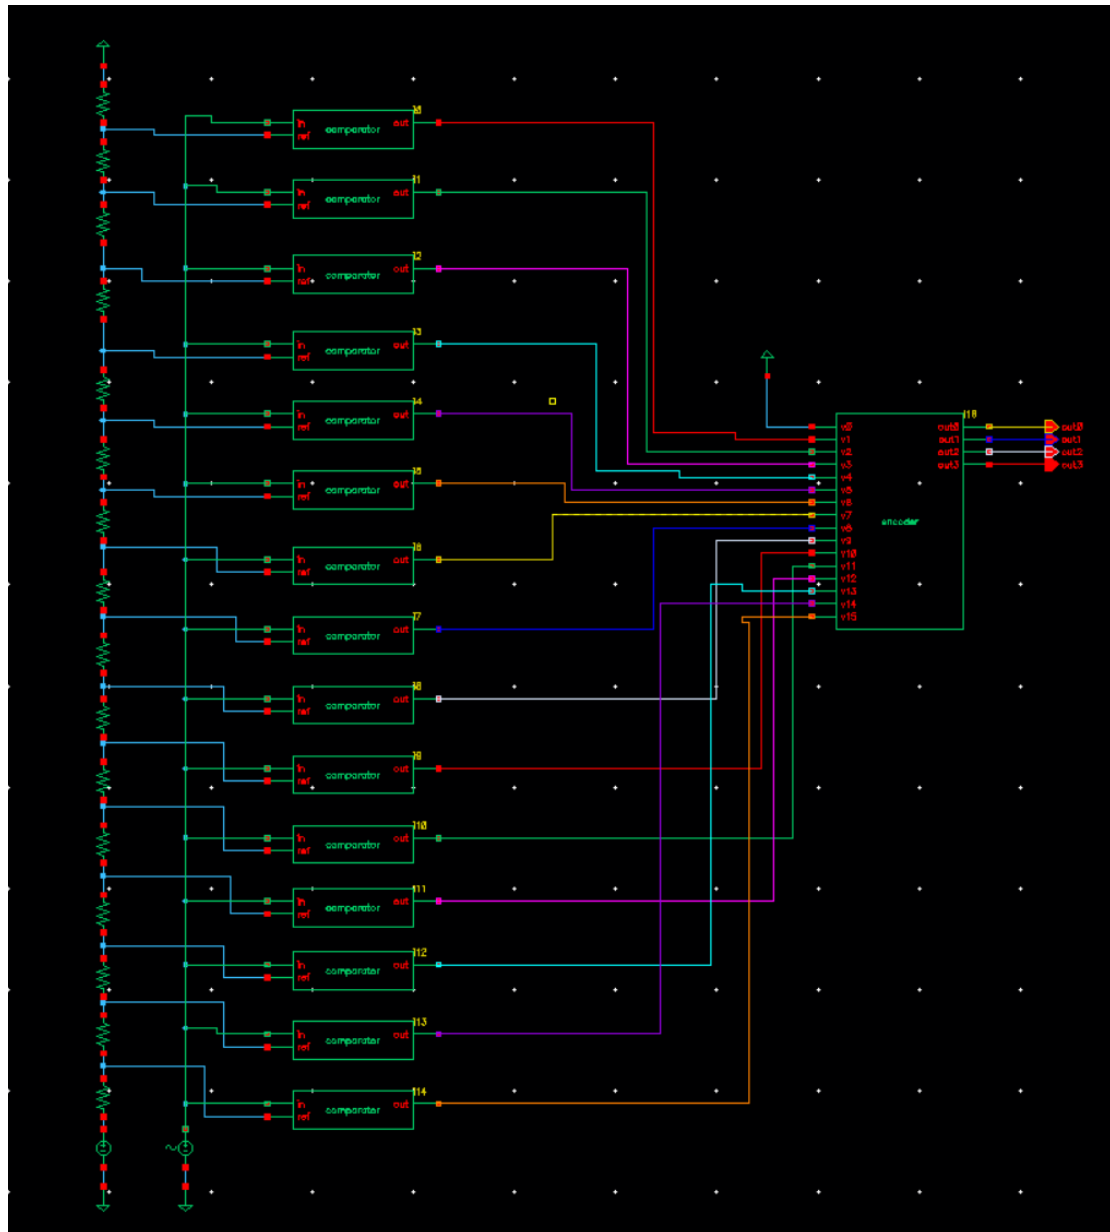 I0
in out
comparator
ref
I1
in out
comparator
ref
I2
in out
comparator
ref
I3
in out
comparator
ref
I4
in out
comparator
ref
I5
in out
comparator
ref
I6
in out
comparator
ref
I7
in out
comparator
ref
I8
in out
comparator
ref
I9
in out
comparator
ref
I10
in out
comparator
ref
I11
in out
comparator
ref
I12
in out
comparator
ref
I13
in out
comparator
ref
I14
in out
comparator
ref
v0 out0 out0
v1 out1 out1
v2 out2 out2
v3 out3 out3
v4
v5
v6
v7
v8
encoder
v9
v10
v11
v12
v13
v14
v15